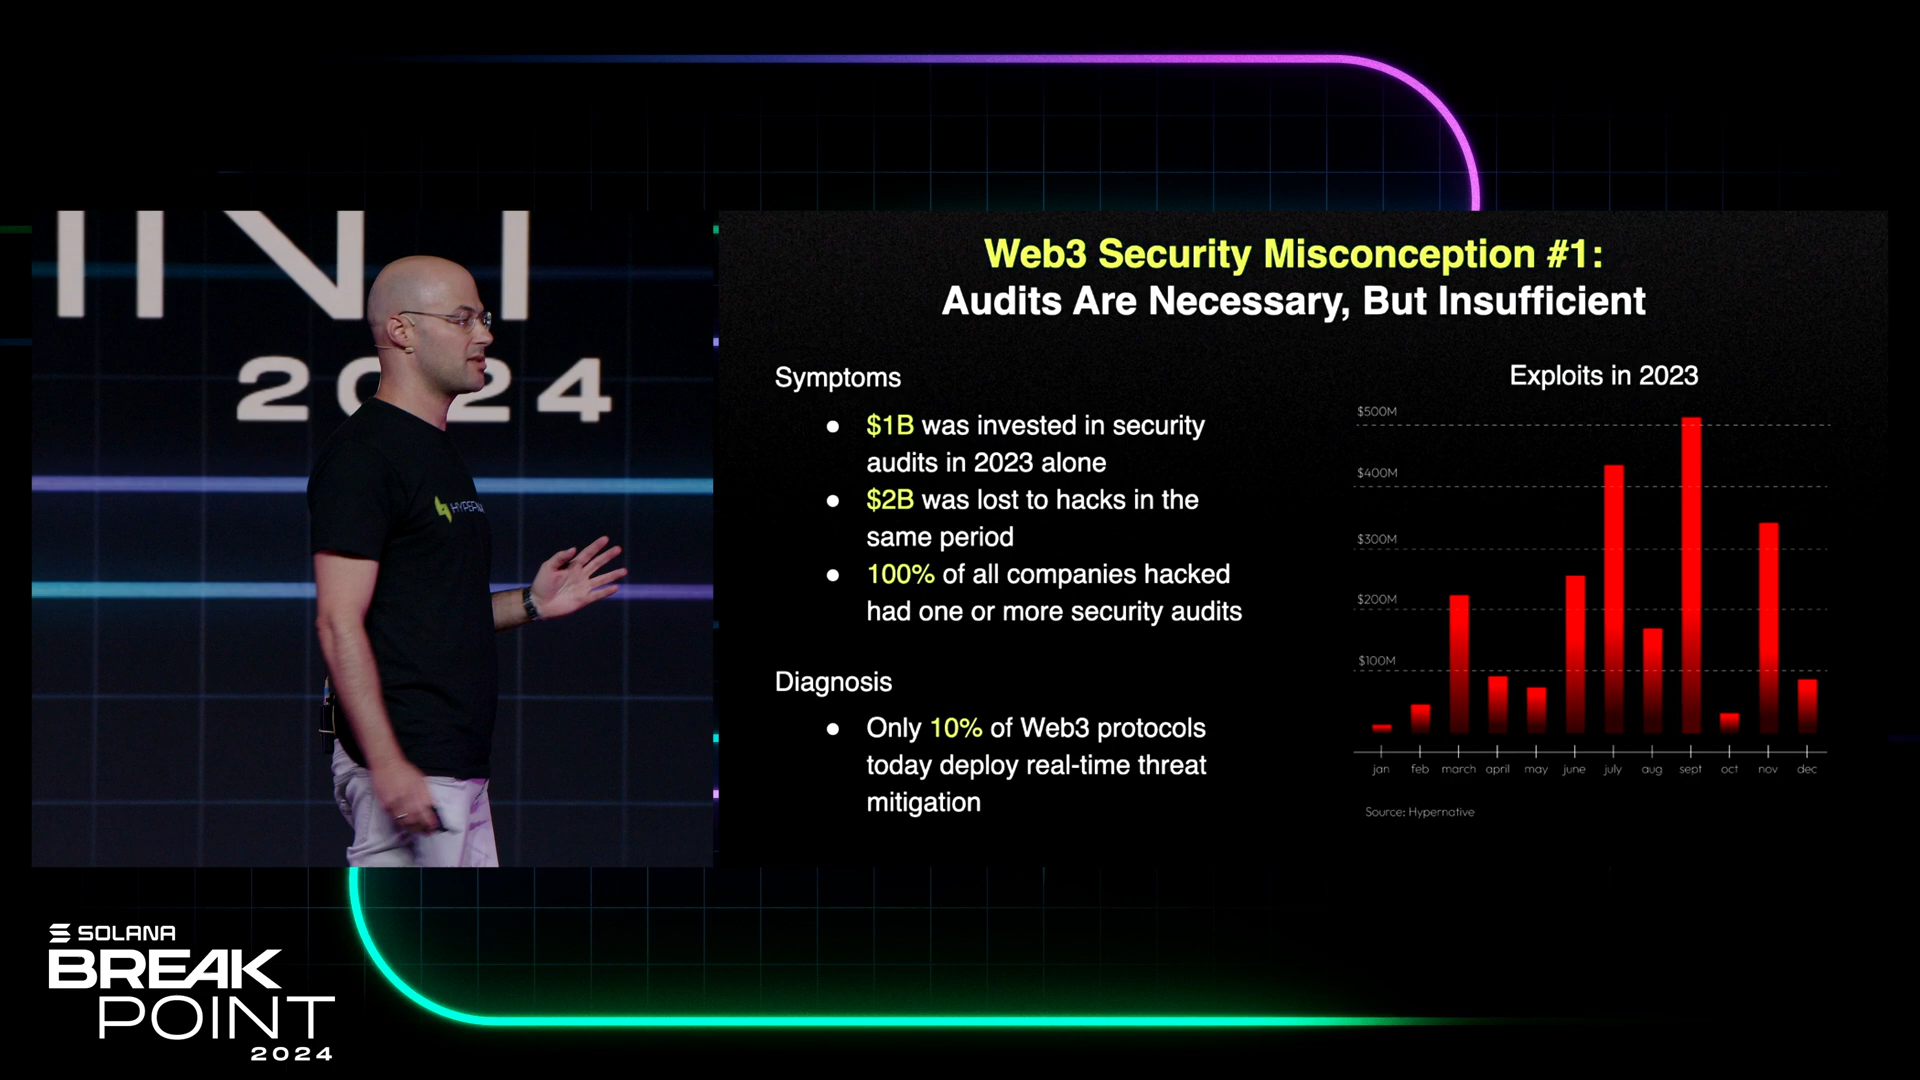 INT
2024
HYPERNA
Web3 Security Misconception #1:
Audits Are Necessary, But Insufficient
Symptoms
● $1B was invested in security
audits in 2023 alone
● $2B was lost to hacks in the
same period
● 100% of all companies hacked
had one or more security audits
Diagnosis
● Only 10% of Web3 protocols
today deploy real-time threat
mitigation
Exploits in 2023
$500M
$400M
$300M
$200M
$100M
jan feb march april may june july aug sept oct nov dec
Source: Hypernative
SOLANA
BREAK
POINT
2024